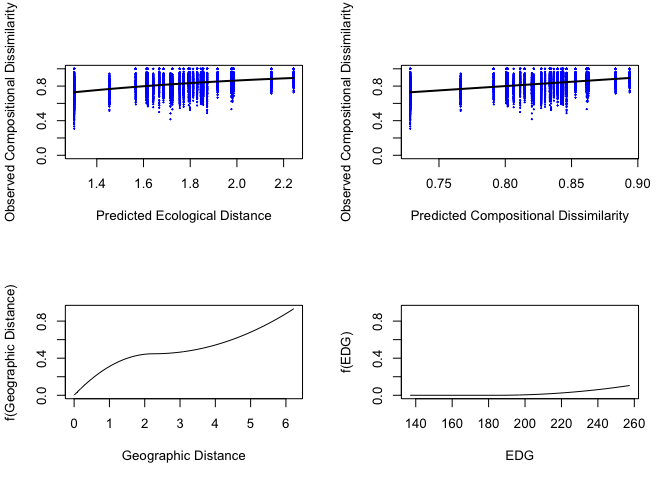 Observed Compositional Dissimilarity
0.0 0.4 0.8
1.4 1.6 1.8 2.0 2.2
Predicted Ecological Distance
Observed Compositional Dissimilarity
0.0 0.4 0.8
0.75 0.80 0.85 0.90
Predicted Compositional Dissimilarity
f(Geographic Distance)
0.0 0.4 0.8
0 1 2 3 4 5 6
Geographic Distance
f(EDG)
0.0 0.4 0.8
140 160 180 200 220 240 260
EDG